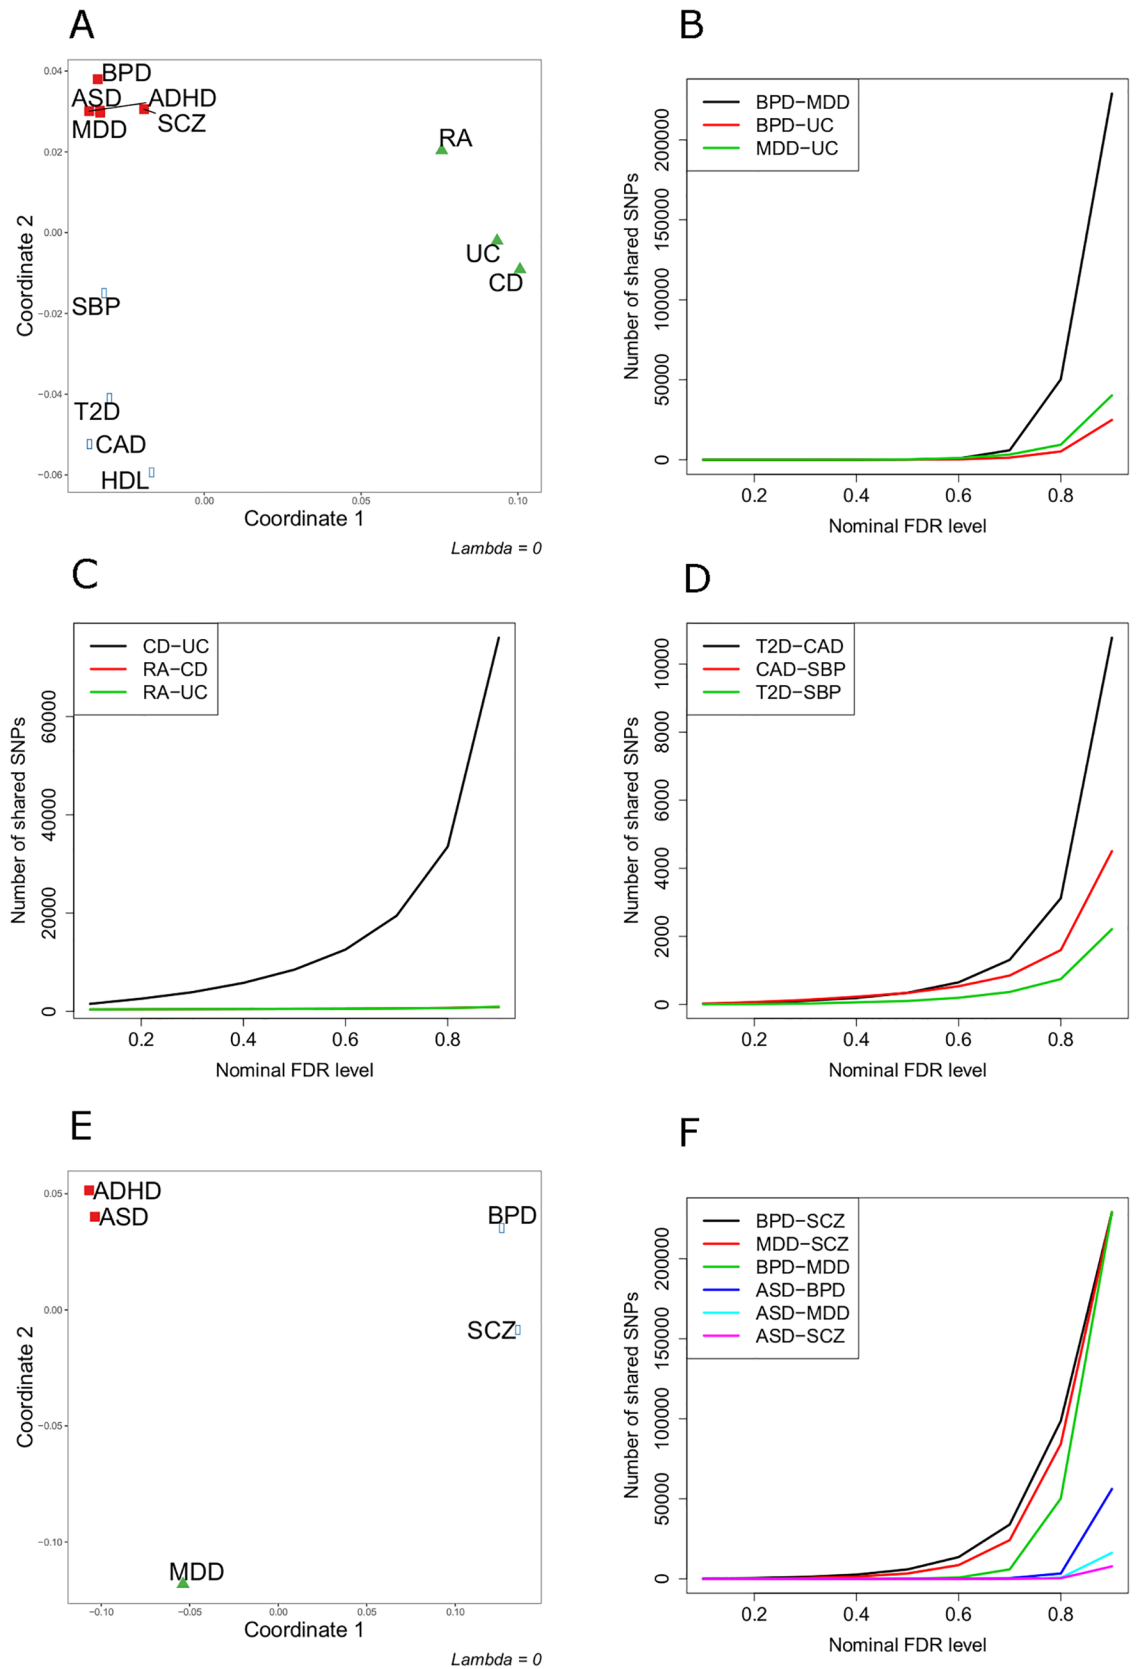 A
0.04
0.02
0.00
−0.02
−0.04
−0.06
Coordinate 2
BPD
ASD
ADHD
MDD
SCZ
RA
UC
CD
SBP
T2D
CAD
HDL
0.00
0.05
0.10
Coordinate 1
Lambda = 0
B
BPD−MDD
BPD−UC
MDD−UC
Number of shared SNPs
200000
150000
100000
50000
0
0.2 0.4 0.6 0.8
Nominal FDR level
C
CD−UC
RA−CD
RA−UC
Number of shared SNPs
60000
40000
20000
0
0.2 0.4 0.6 0.8
Nominal FDR level
D
T2D−CAD
CAD−SBP
T2D−SBP
Number of shared SNPs
10000
8000
6000
4000
2000
0
0.2 0.4 0.6 0.8
Nominal FDR level
E
0.05
0.00
−0.05
−0.10
Coordinate 2
ADHD
ASD
BPD
SCZ
MDD
−0.10 −0.05 0.00 0.05 0.10
Coordinate 1
Lambda = 0
F
BPD−SCZ
MDD−SCZ
BPD−MDD
ASD−BPD
ASD−MDD
ASD−SCZ
Number of shared SNPs
200000
150000
100000
50000
0
0.2 0.4 0.6 0.8
Nominal FDR level